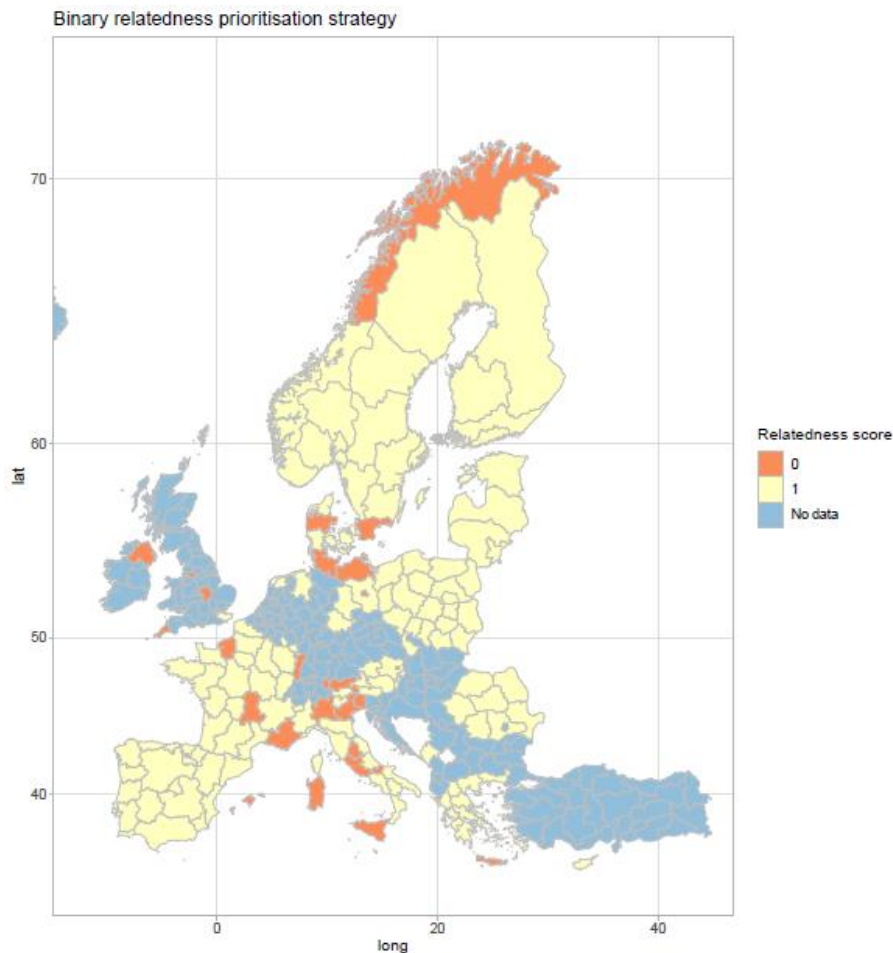 Binary relatedness prioritisation strategy
70
60
50
40
lat
0
20
40
long
Relatedness score
0
1
No data